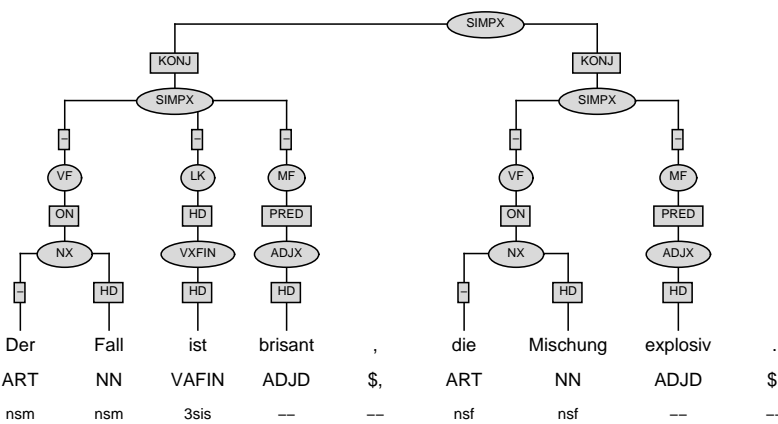 SIMPX
KONJ KONJ
SIMPX SIMPX
– – – – –
VF LK MF VF MF
ON HD PRED ON PRED
NX VXFIN ADJX NX ADJX
– HD HD HD – HD HD
Der Fall ist brisant , die Mischung explosiv .
ART NN VAFIN ADJD $, ART NN ADJD $
nsm nsm 3sis –– –– nsf nsf –– ––